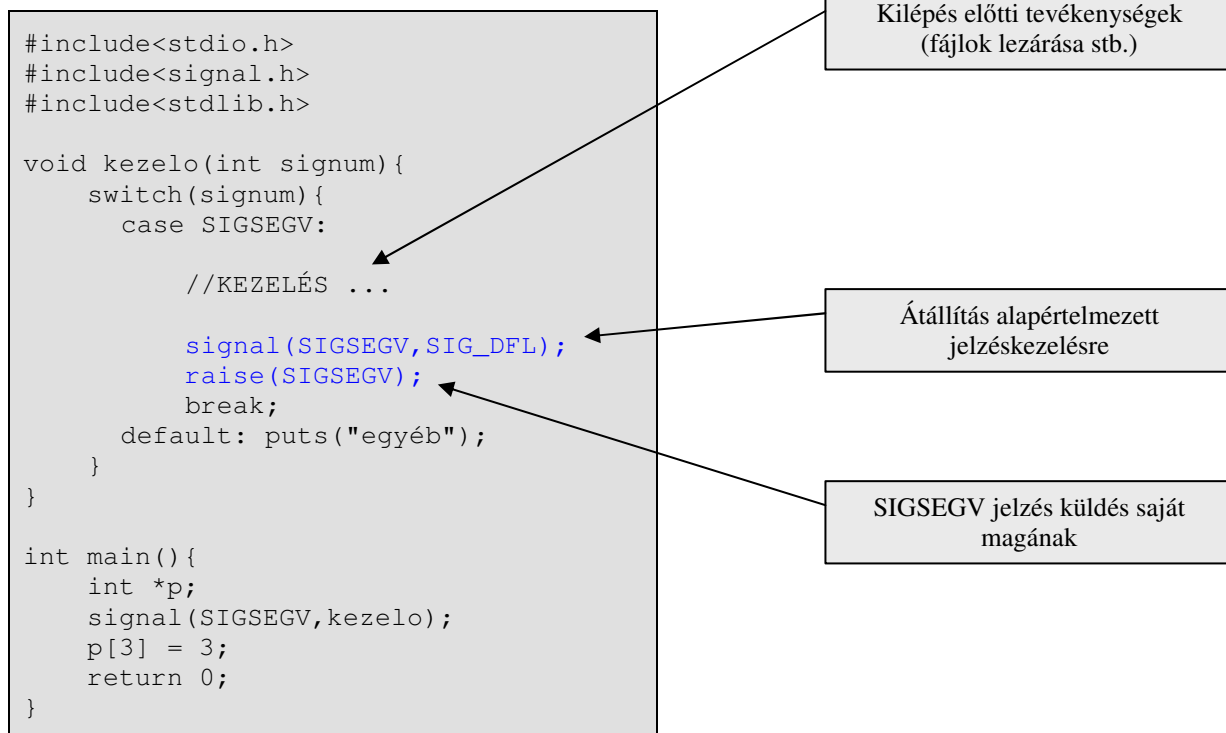 #include<stdio.h>
#include<signal.h>
#include<stdlib.h>
void kezelo(int signum){
switch(signum){
case SIGSEGV:
//KEZELÉS ...
signal(SIGSEGV,SIG_DFL);
raise(SIGSEGV);
break;
default: puts("egyéb");
}
}
int main(){
int *p;
signal(SIGSEGV,kezelo);
p[3] = 3;
return 0;
}
Kilépés előtti tevékenységek
(fájlok lezárása stb.)
Átállítás alapértelmezett
jelzéskezelésre
SIGSEGV jelzés küldés saját
magának